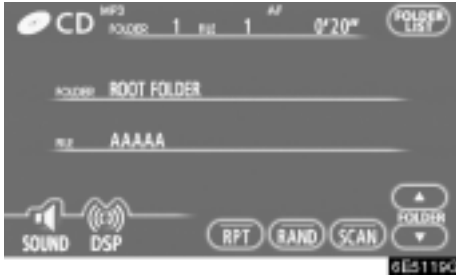 CD MP3 FOLDER 1 FILE 1 AF 0'20" FOLDER LIST
FOLDER ROOT FOLDER
FILE AAAAA
FOLDER
SOUND DSP RPT RAND SCAN
6E5119C